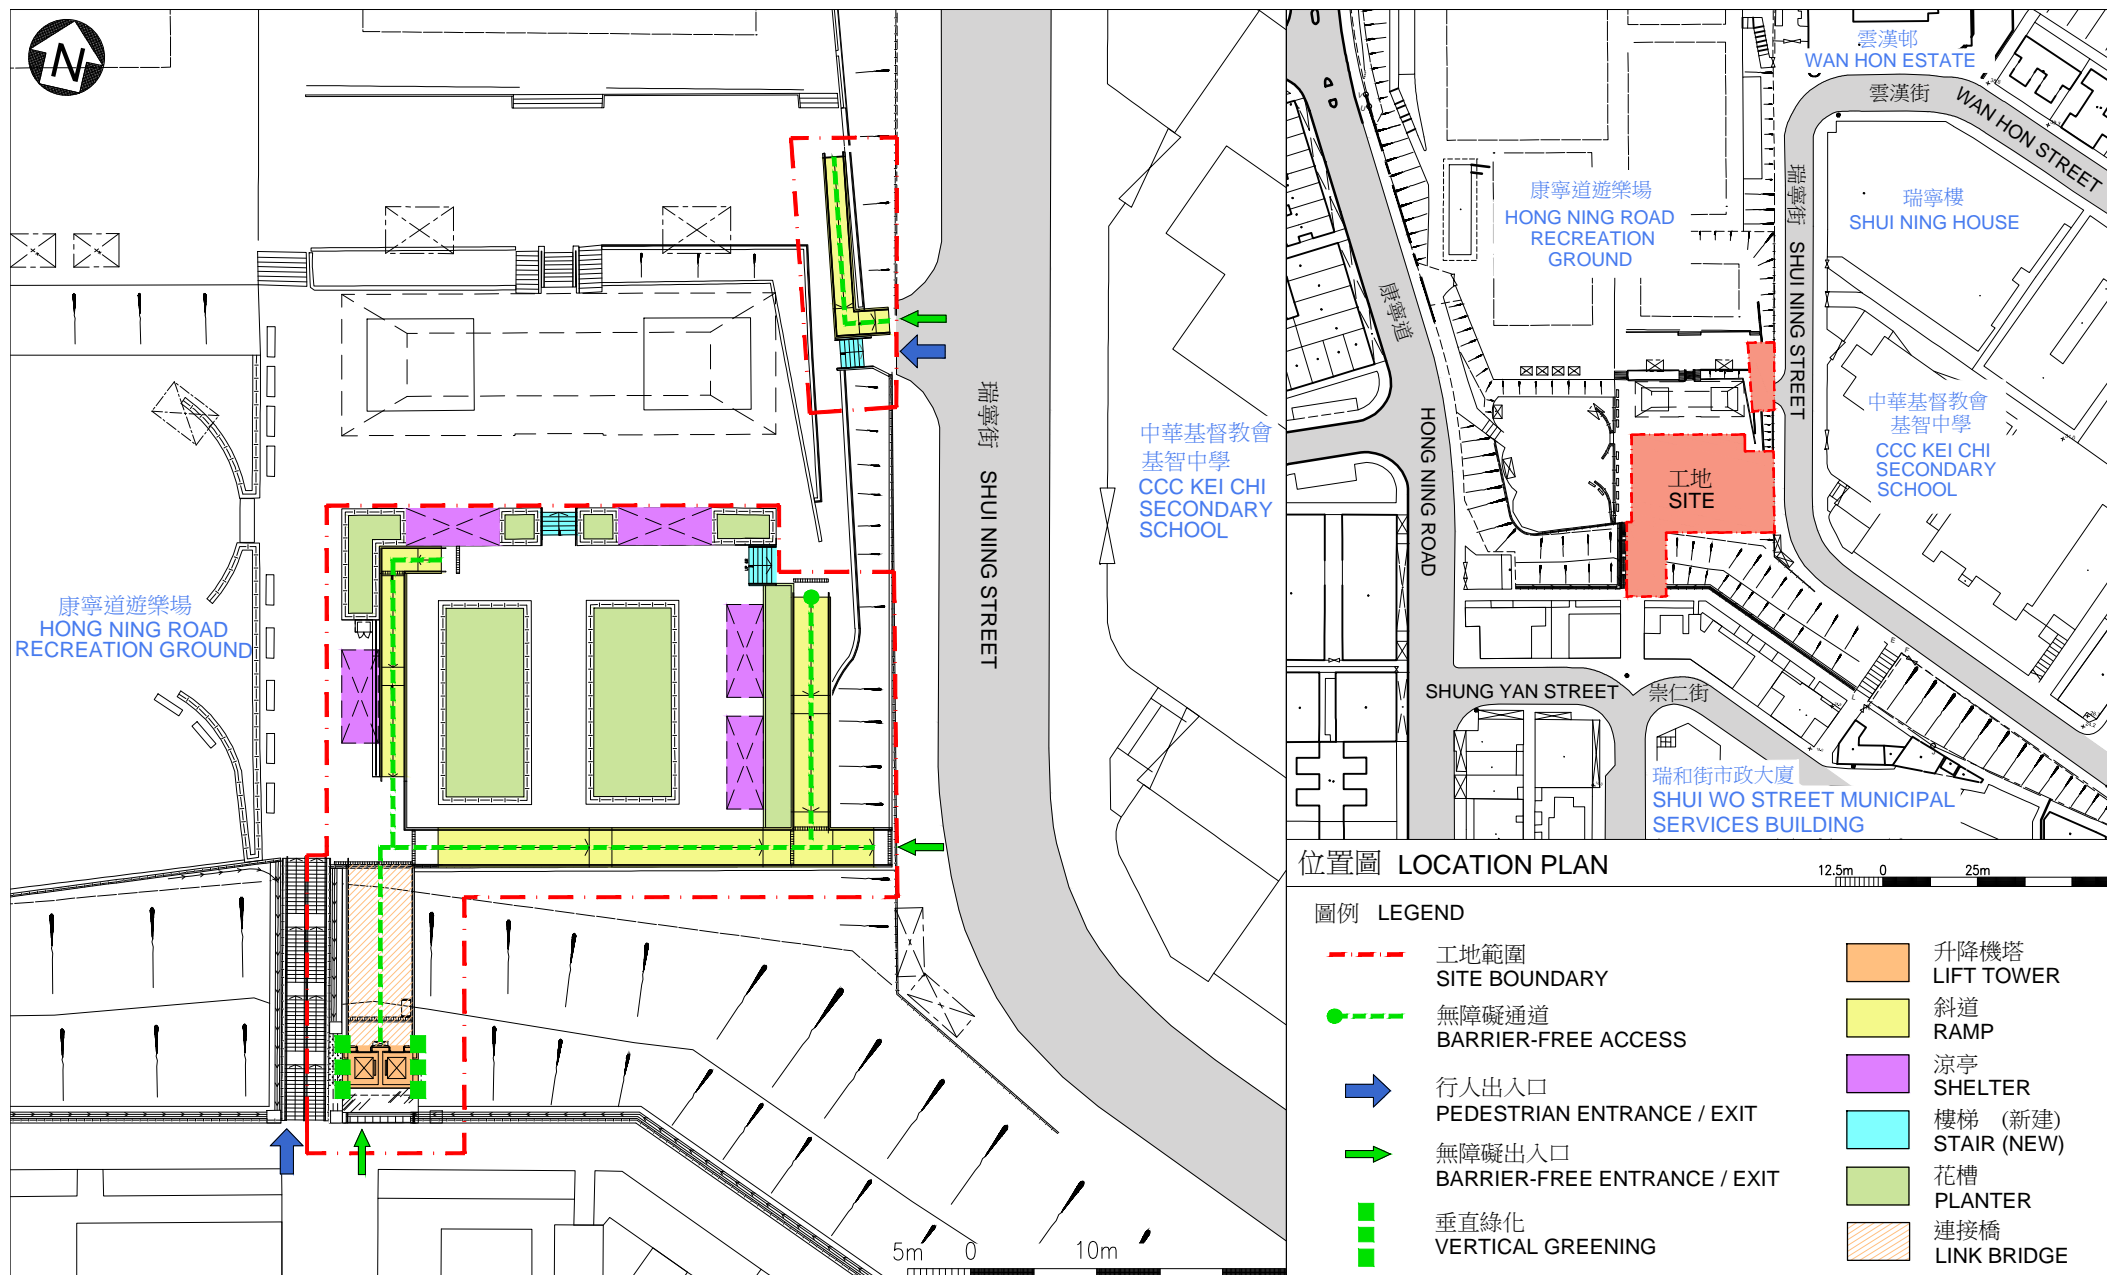 N
康寧道遊樂場
HONG NING ROAD
RECREATION GROUND
瑞寧街 SHUI NING STREET
中華基督教會
基智中學
CCC KEI CHI
SECONDARY
SCHOOL
5m 0 10m
雲漢邨
WAN HON ESTATE
雲漢街 WAN HON STREET
康寧道遊樂場
HONG NING ROAD
RECREATION
GROUND
瑞寧樓
SHUI NING HOUSE
瑞寧街 SHUI NING STREET
康寧道
HONG NING ROAD
中華基督教會
基智中學
CCC KEI CHI
SECONDARY
SCHOOL
工地
SITE
SHUNG YAN STREET 崇仁街
瑞和街市政大廈
SHUI WO STREET MUNICIPAL
SERVICES BUILDING
位置圖 LOCATION PLAN
12.5m 0 25m
圖例 LEGEND
工地範圍
SITE BOUNDARY
無障礙通道
BARRIER-FREE ACCESS
行人出入口
PEDESTRIAN ENTRANCE / EXIT
無障礙出入口
BARRIER-FREE ENTRANCE / EXIT
垂直綠化
VERTICAL GREENING
升降機塔
LIFT TOWER
斜道
RAMP
涼亭
SHELTER
樓梯 (新建)
STAIR (NEW)
花槽
PLANTER
連接橋
LINK BRIDGE